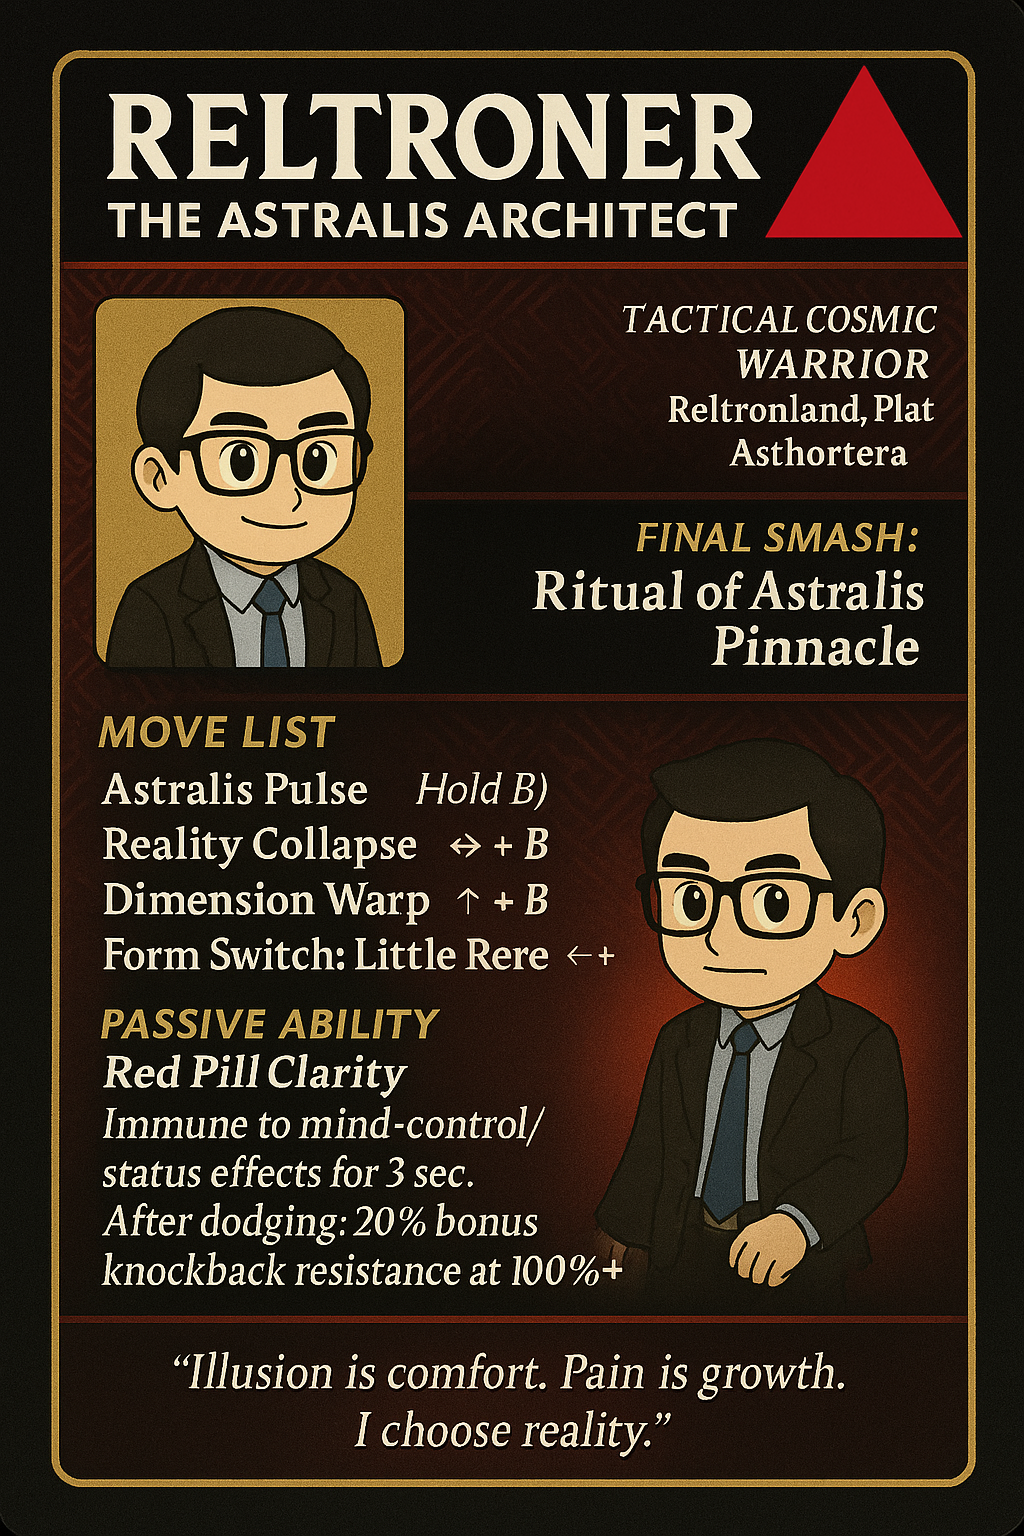 RELTRONER
THE ASTRALIS ARCHITECT
TACTICAL COSMIC
WARRIOR
Reltronland, Plat
Asthortera
FINAL SMASH:
Ritual of Astralis
Pinnacle
MOVE LIST
Astralis Pulse Hold B)
Reality Collapse ↔ + B
Dimension Warp ↑ + B
Form Switch: Little Rere ←+
PASSIVE ABILITY
Red Pill Clarity
Immune to mind-control/
status effects for 3 sec.
After dodging: 20% bonus
knockback resistance at 100%+
“Illusion is comfort. Pain is growth.
I choose reality.”